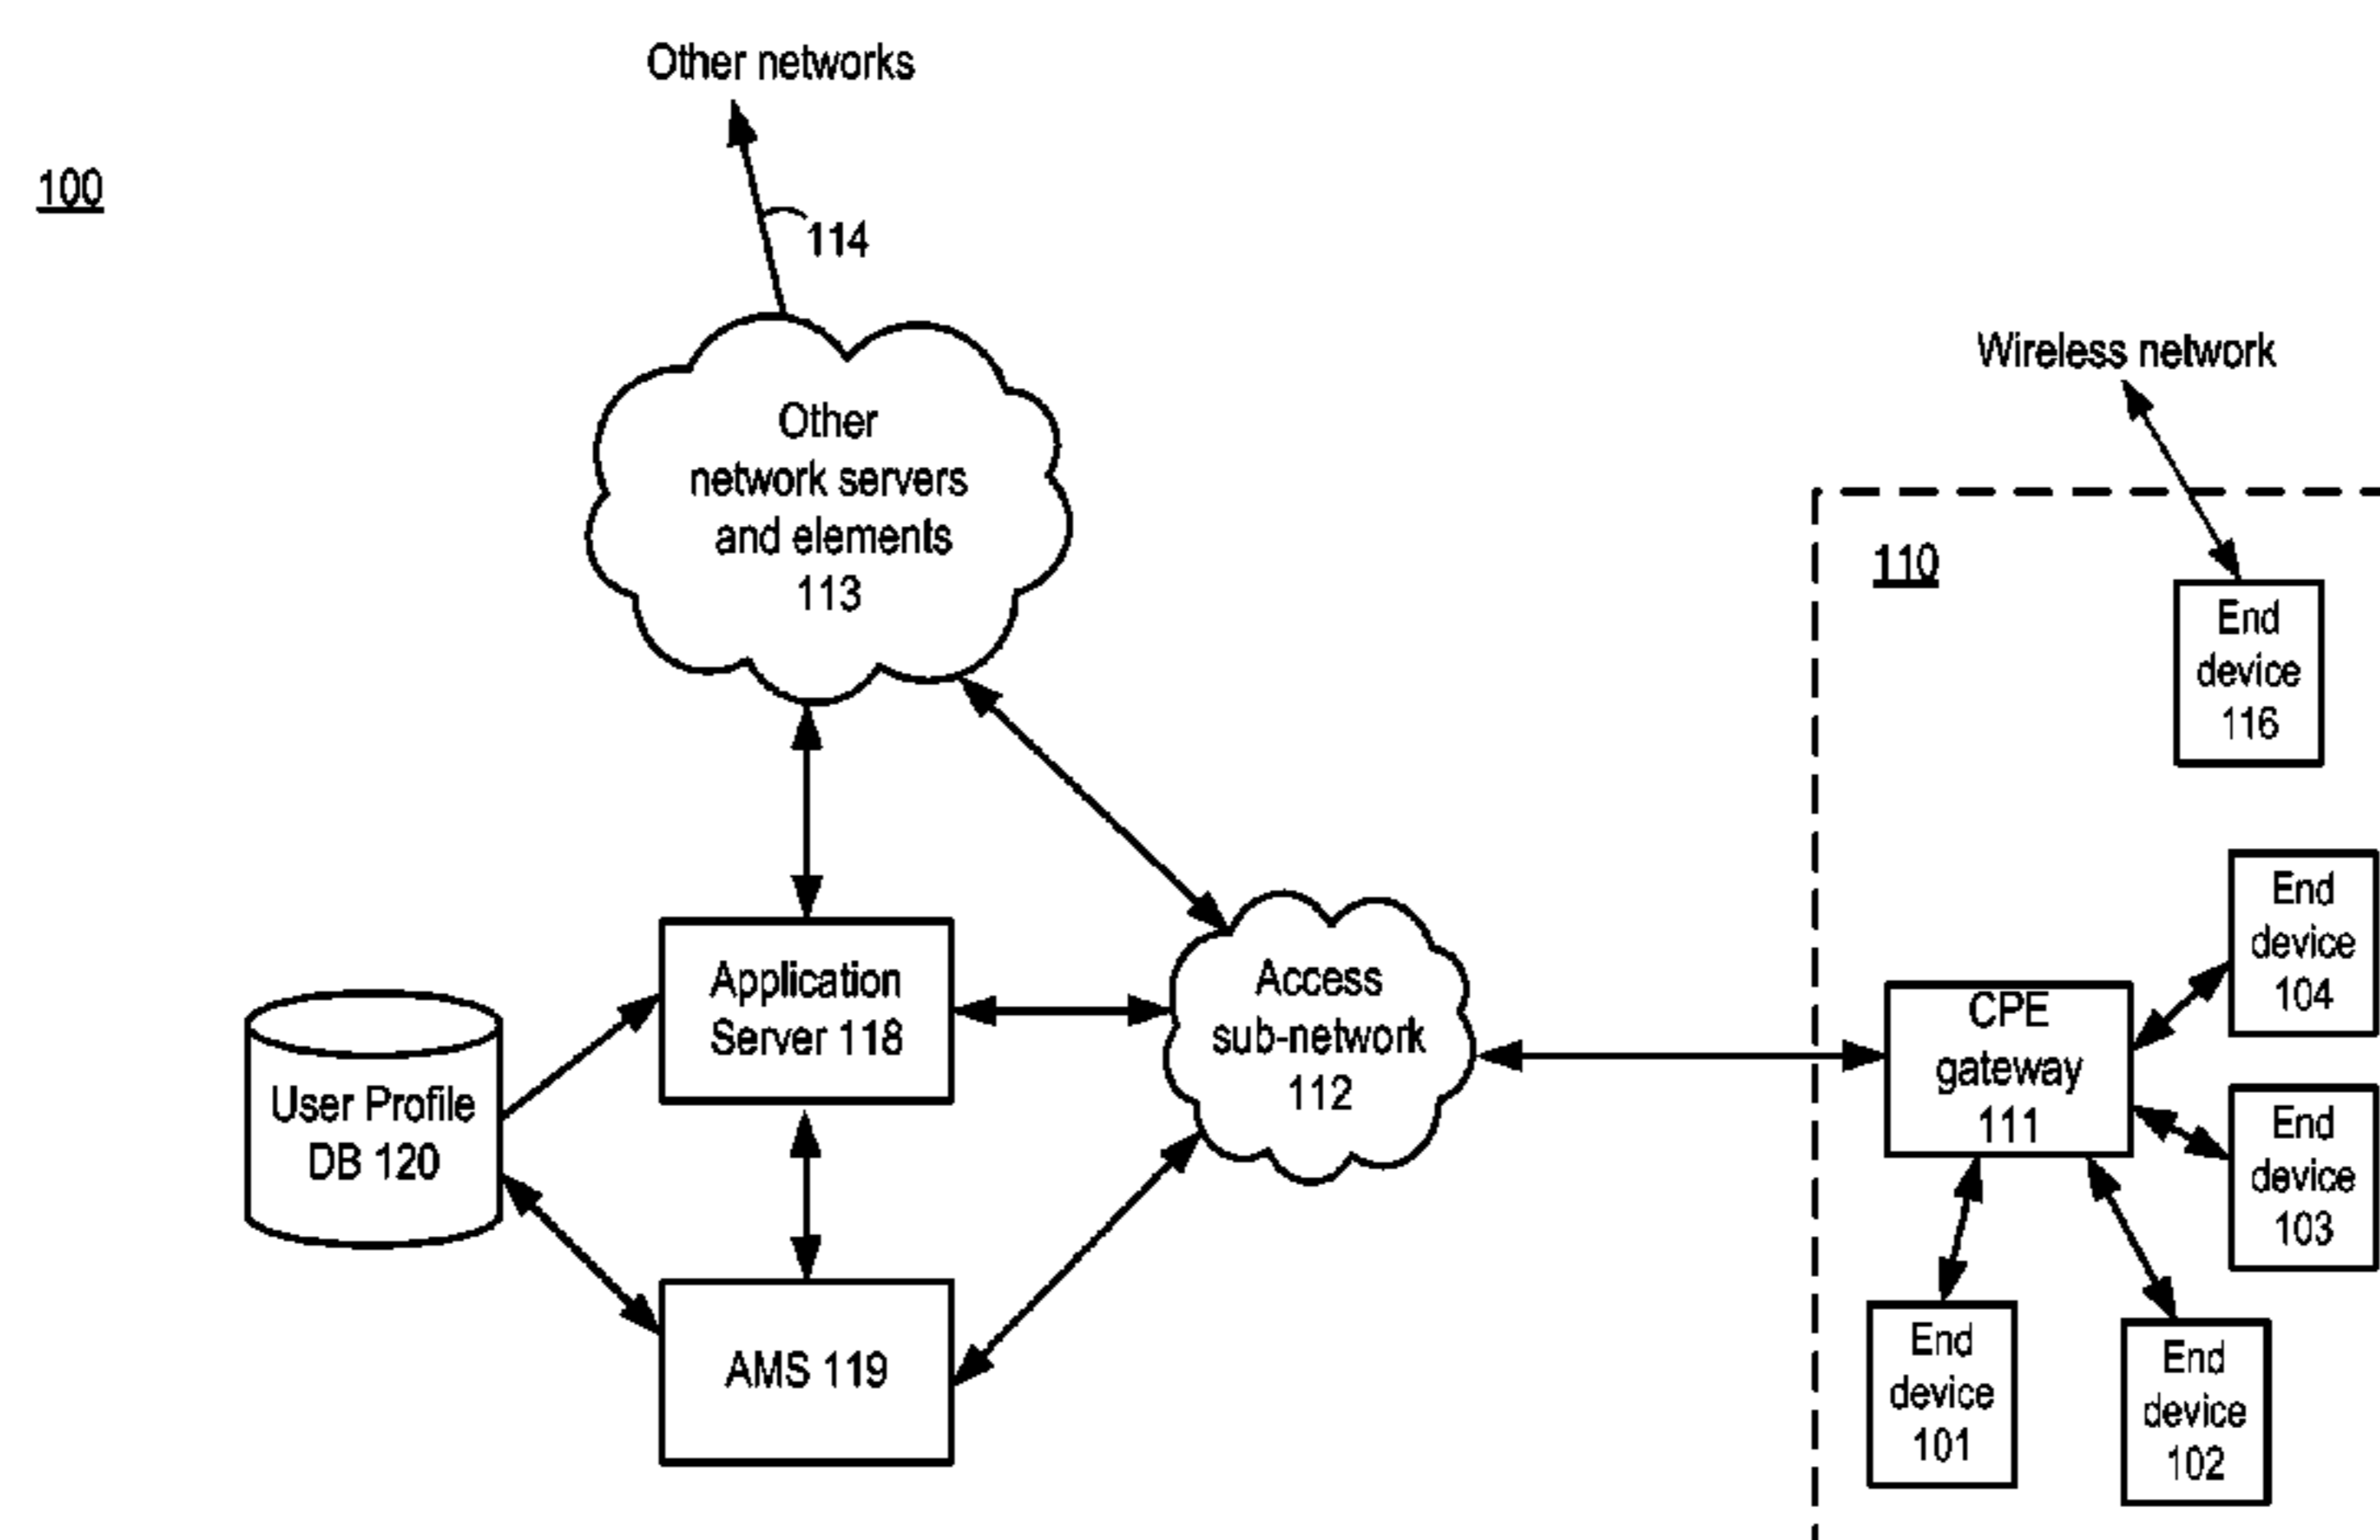 Other networks
100
114
Other
network servers
and elements
113
Wireless network
110
End
device
116
Application
Server 118
Access
sub-network
112
User Profile
DB 120
AMS 119
CPE
gateway
111
End
device
104
End
device
103
End
device
101
End
device
102